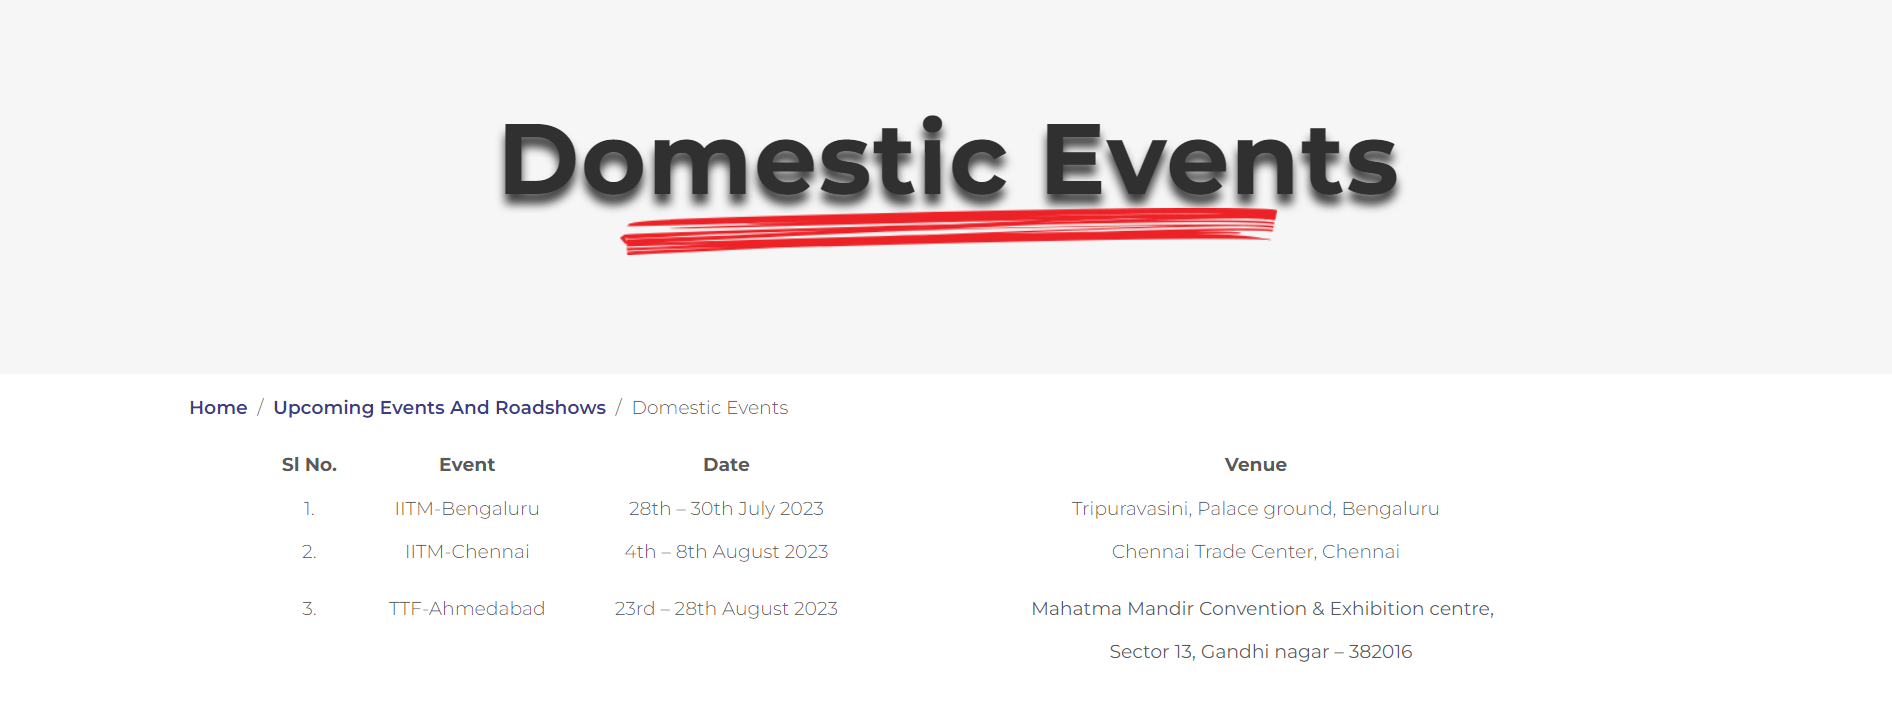 Domestic Events
Home / Upcoming Events And Roadshows / Domestic Events
Sl No. Event Date Venue
1. IITM-Bengaluru 28th – 30th July 2023 Tripuravasini, Palace ground, Bengaluru
2. IITM-Chennai 4th – 8th August 2023 Chennai Trade Center, Chennai
3. TTF-Ahmedabad 23rd – 28th August 2023 Mahatma Mandir Convention & Exhibition centre,
Sector 13, Gandhi nagar – 382016